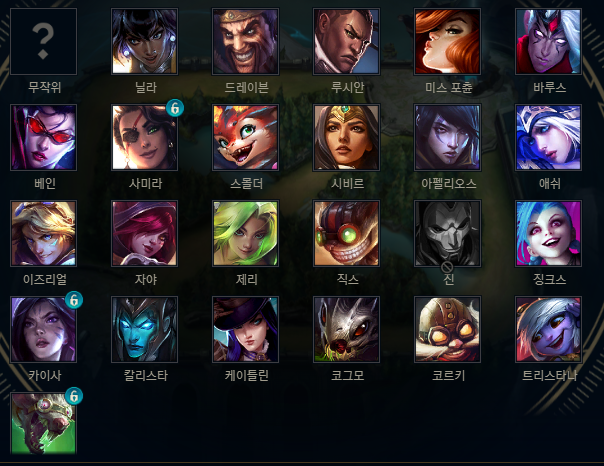 ?
무작위 닐라 드레이븐 루시안 미스 포츈 바루스
6
베인 사미라 스몰더 시비르 아펠리오스 애쉬
이즈리얼 자야 제리 직스 진 징크스
6
카이사 칼리스타 케이틀린 코그모 코르키 트리스타나
6